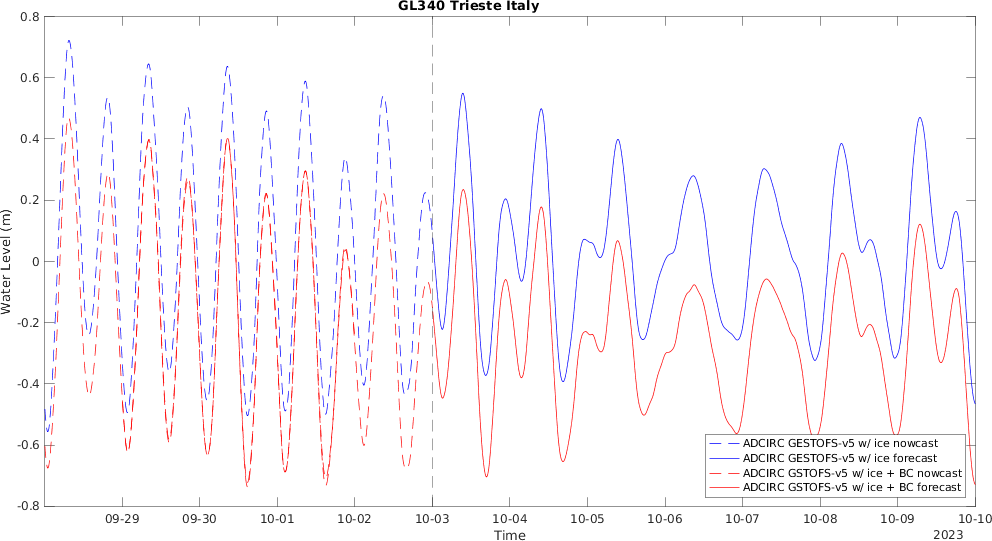 GL340 Trieste Italy
0.8
0.6
0.4
0.2
0
-0.2
-0.4
-0.6
-0.8
Water Level (m)
09-29 09-30 10-01 10-02 10-03 10-04 10-05 10-06 10-07 10-08 10-09 10-10
Time
2023
ADCIRC GESTOFS-v5 w/ ice nowcast
ADCIRC GESTOFS-v5 w/ ice forecast
ADCIRC GSTOFS-v5 w/ ice + BC nowcast
ADCIRC GSTOFS-v5 w/ ice + BC forecast